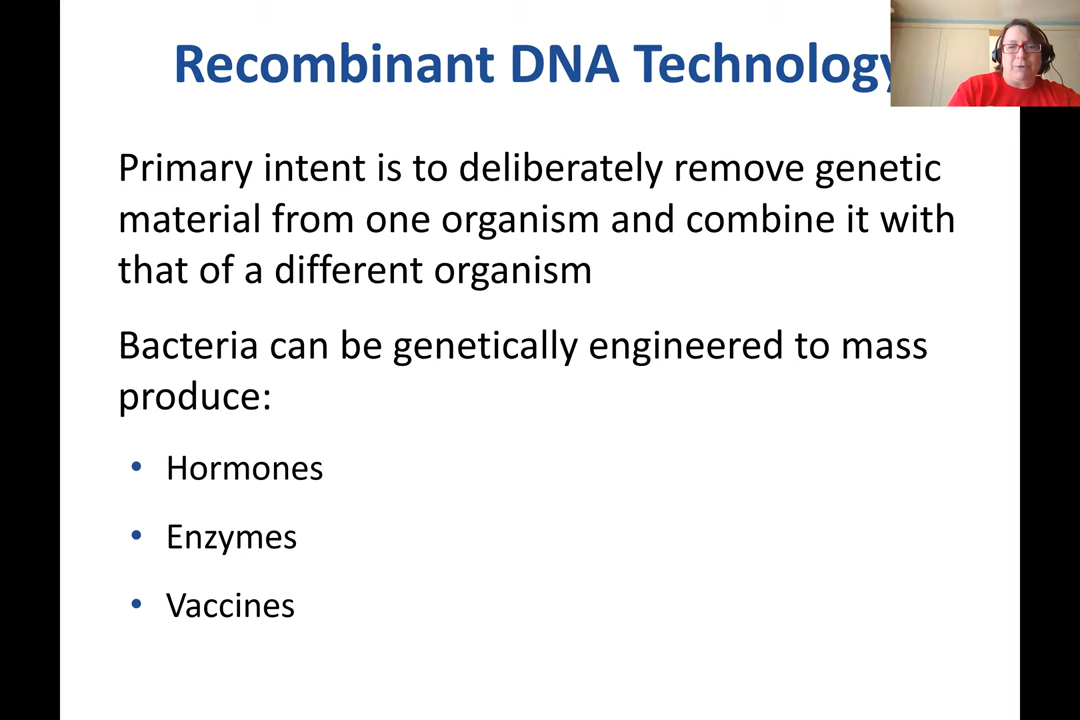 Recombinant DNA Technology
Primary intent is to deliberately remove genetic
material from one organism and combine it with
that of a different organism
Bacteria can be genetically engineered to mass
produce:
• Hormones
• Enzymes
• Vaccines